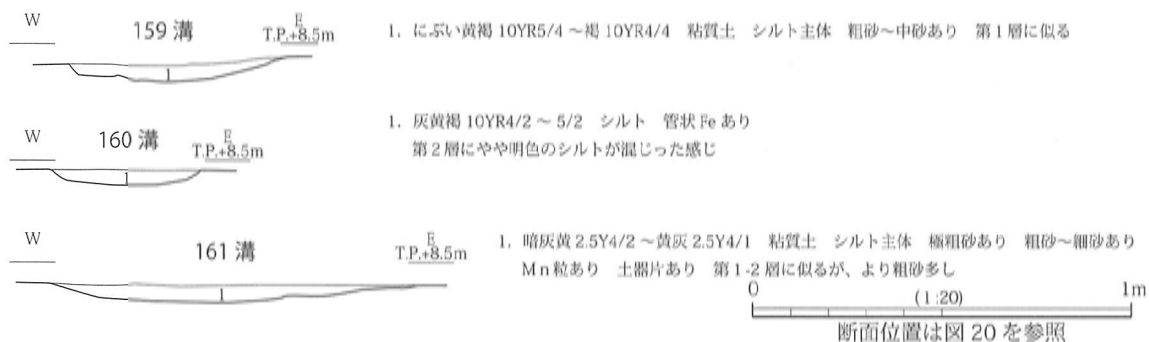 W 159 溝 E
T.P.+8.5m
1
1. にぶい黄褐 10YR5/4～褐 10YR4/4 粘質土 シルト主体 粗砂～中砂あり 第1層に似る
W 160 溝 E
T.P.+8.5m
1
1. 灰黄褐 10YR4/2 ～ 5/2 シルト 管状 Fe あり
第2層にやや明色のシルトが混じった感じ
W 161 溝 E
T.P.+8.5m
1
1. 暗灰黄 2.5Y4/2 ～黄灰 2.5Y4/1 粘質土 シルト主体 極粗砂あり 粗砂～細砂あり
Mn粒あり 土器片あり 第1-2層に似るが、より粗砂多し
0 (1:20) 1m
断面位置は図 20 を参照